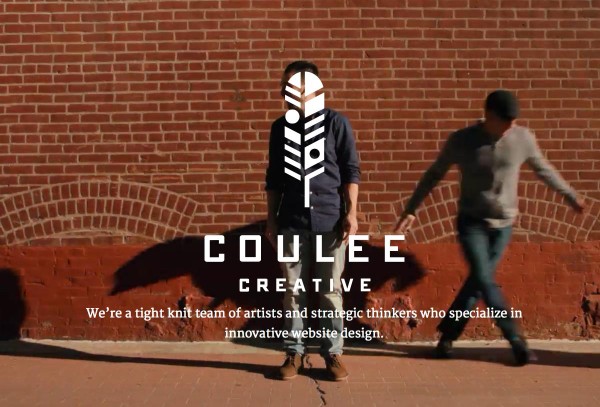 COULEE
CREATIVE
We're a tight knit team of artists and strategic thinkers who specialize in
innovative website design.